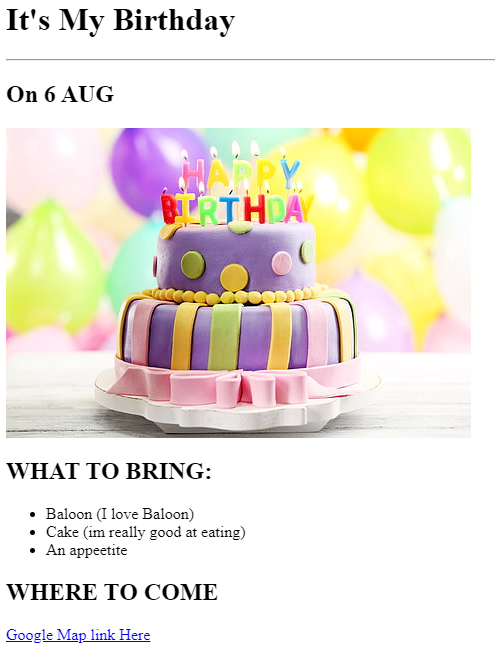 It's My Birthday
On 6 AUG
HAPPY
BIRTHDAY
WHAT TO BRING:
Baloon (I love Baloon)
Cake (im really good at eating)
An appeetite
WHERE TO COME
Google Map link Here